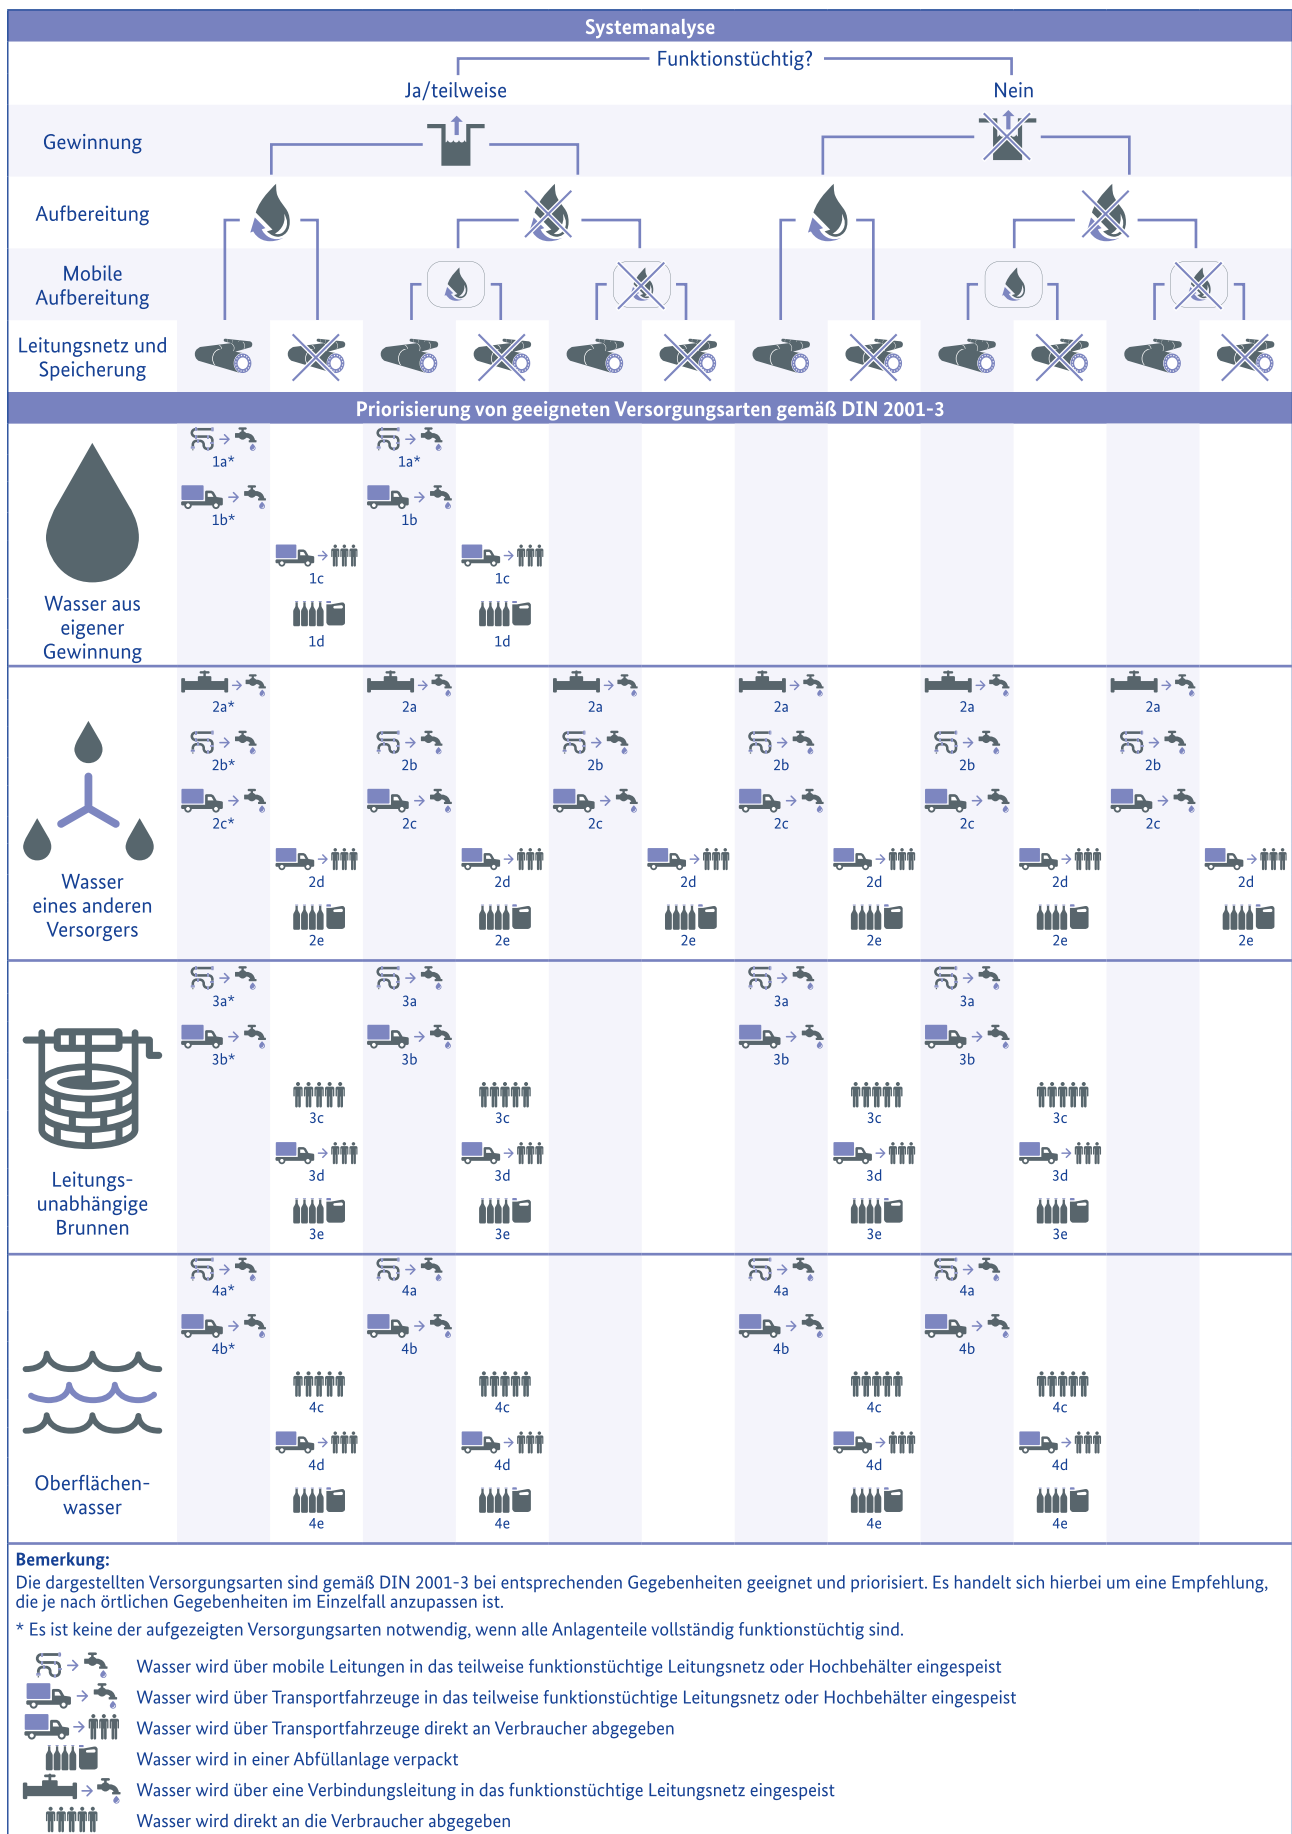 Systemanalyse
Funktionstüchtig?
Ja/teilweise Nein
Gewinnung
Aufbereitung
Mobile
Aufbereitung
Leitungsnetz und
Speicherung
Priorisierung von geeigneten Versorgungsarten gemäß DIN 2001-3
1a* 1a*
1b* 1b
1c 1c
1d 1d
Wasser aus
eigener
Gewinnung
2a* 2a 2a 2a 2a 2a
2b* 2b 2b 2b 2b 2b
2c* 2c 2c 2c 2c 2c
2d 2d 2d 2d 2d 2d
2e 2e 2e 2e 2e 2e
Wasser
eines anderen
Versorgers
3a* 3a 3a 3a
3b* 3b 3b 3b
3c 3c 3c 3c
3d 3d 3d 3d
3e 3e 3e 3e
Leitungs-
unabhängige
Brunnen
4a* 4a 4a 4a
4b* 4b 4b 4b
4c 4c 4c 4c
4d 4d 4d 4d
4e 4e 4e 4e
Oberflächen-
wasser
Bemerkung:
Die dargestellten Versorgungsarten sind gemäß DIN 2001-3 bei entsprechenden Gegebenheiten geeignet und priorisiert. Es handelt sich hierbei um eine Empfehlung,
die je nach örtlichen Gegebenheiten im Einzelfall anzupassen ist.
* Es ist keine der aufgezeigten Versorgungsarten notwendig, wenn alle Anlagenteile vollständig funktionstüchtig sind.
Wasser wird über mobile Leitungen in das teilweise funktionstüchtige Leitungsnetz oder Hochbehälter eingespeist
Wasser wird über Transportfahrzeuge in das teilweise funktionstüchtige Leitungsnetz oder Hochbehälter eingespeist
Wasser wird über Transportfahrzeuge direkt an Verbraucher abgegeben
Wasser wird in einer Abfüllanlage verpackt
Wasser wird über eine Verbindungsleitung in das funktionstüchtige Leitungsnetz eingespeist
Wasser wird direkt an die Verbraucher abgegeben